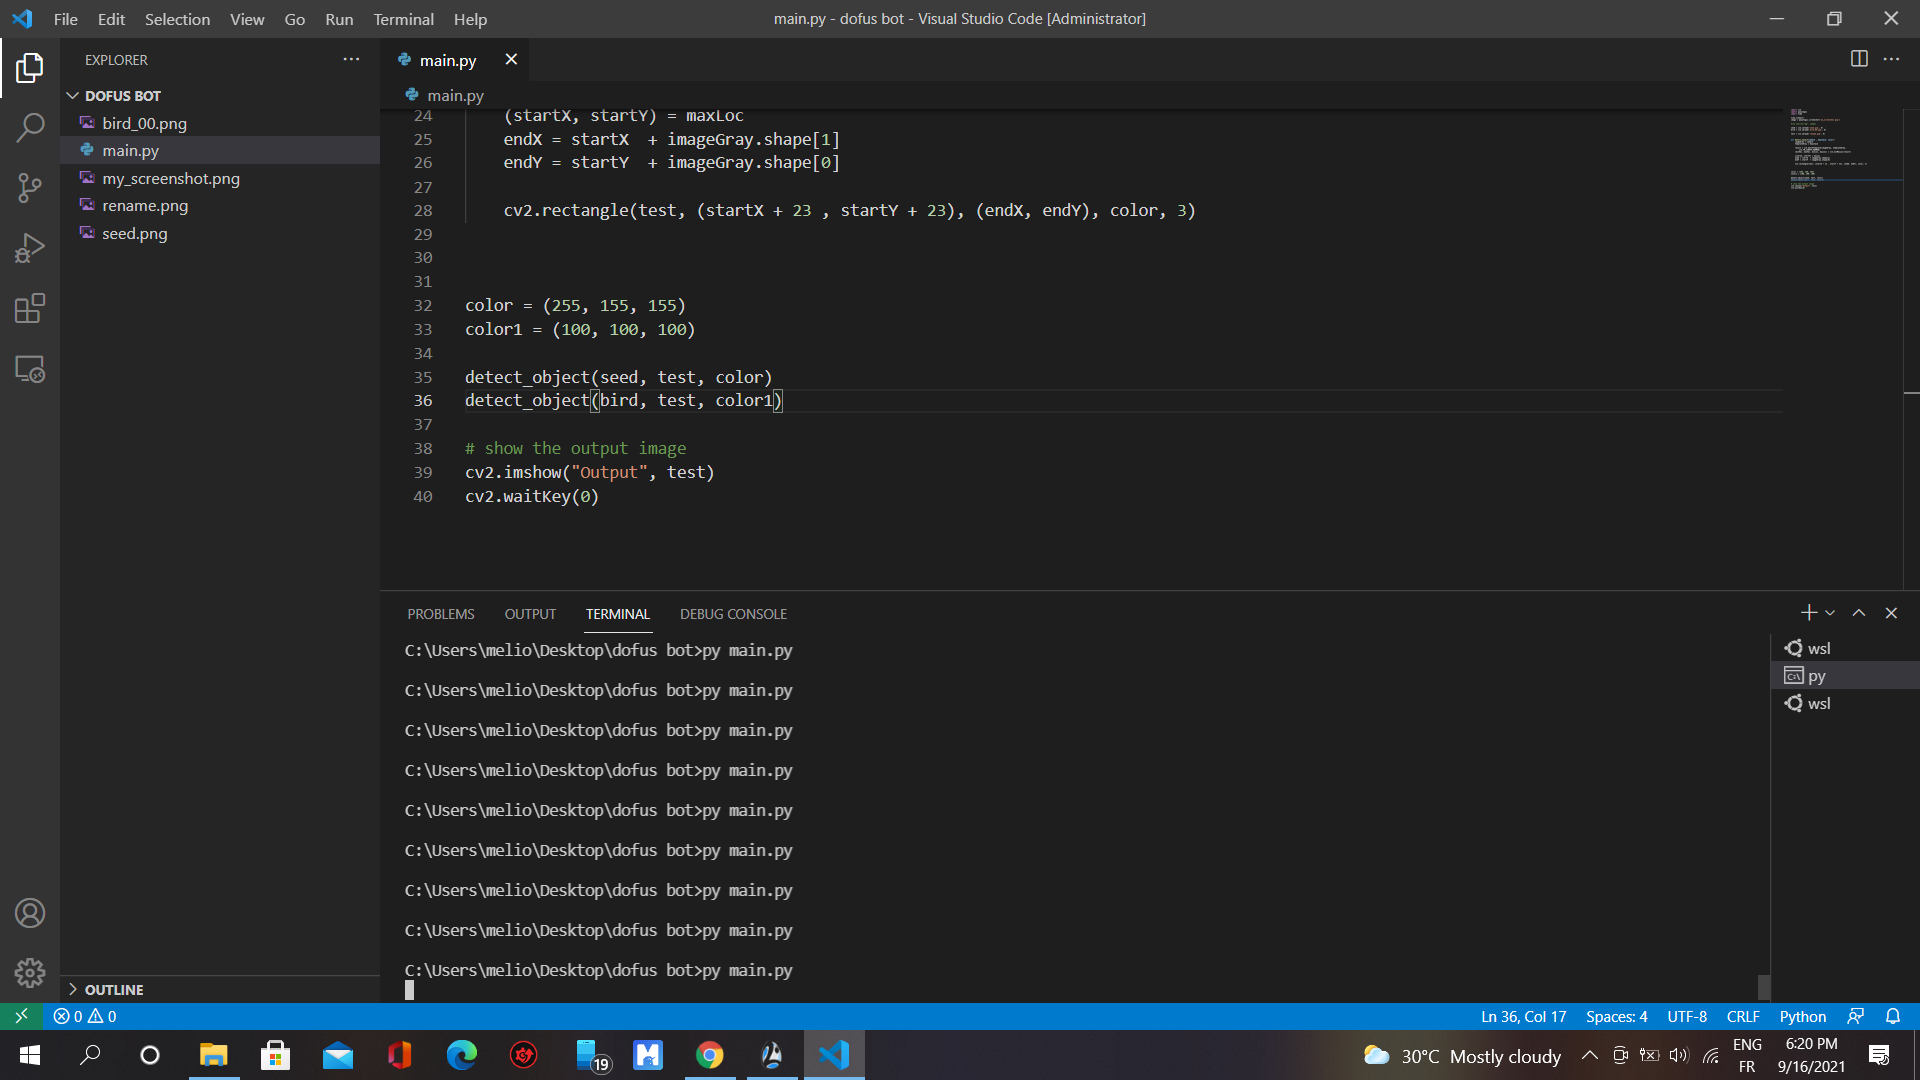 File Edit Selection View Go Run Terminal Help
main.py - dofus bot - Visual Studio Code [Administrator]
EXPLORER
DOFUS BOT
bird_00.png
main.py
my_screenshot.png
rename.png
seed.png
OUTLINE
main.py
main.py
24 (startX, startY) = maxLoc
25 endX = startX  + imageGray.shape[1]
26 endY = startY  + imageGray.shape[0]
27
28 cv2.rectangle(test, (startX + 23 , startY + 23), (endX, endY), color, 3)
29
30
31
32 color = (255, 155, 155)
33 color1 = (100, 100, 100)
34
35 detect_object(seed, test, color)
36 detect_object(bird, test, color1)
37
38 # show the output image
39 cv2.imshow("Output", test)
40 cv2.waitKey(0)
PROBLEMS OUTPUT TERMINAL DEBUG CONSOLE
C:\Users\melio\Desktop\dofus bot>py main.py
C:\Users\melio\Desktop\dofus bot>py main.py
C:\Users\melio\Desktop\dofus bot>py main.py
C:\Users\melio\Desktop\dofus bot>py main.py
C:\Users\melio\Desktop\dofus bot>py main.py
C:\Users\melio\Desktop\dofus bot>py main.py
C:\Users\melio\Desktop\dofus bot>py main.py
C:\Users\melio\Desktop\dofus bot>py main.py
C:\Users\melio\Desktop\dofus bot>py main.py
wsl
py
wsl
0 0
Ln 36, Col 17 Spaces: 4 UTF-8 CRLF Python
19
30°C Mostly cloudy
ENG
FR
6:20 PM
9/16/2021